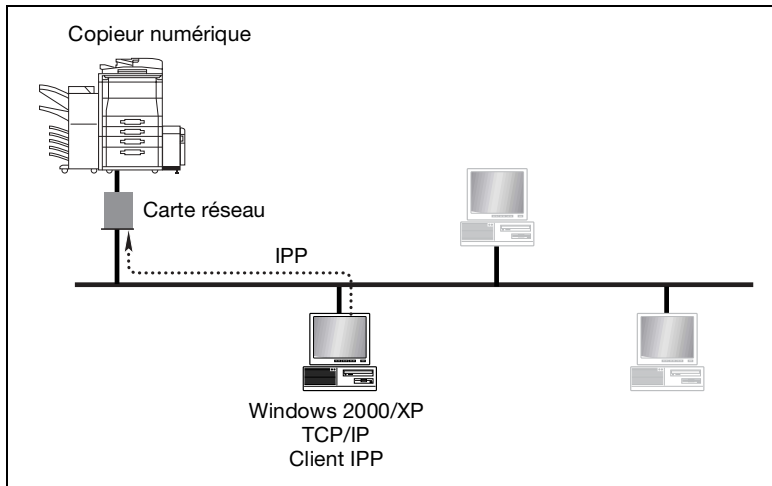 Copieur numérique
Carte réseau
IPP
Windows 2000/XP
TCP/IP
Client IPP